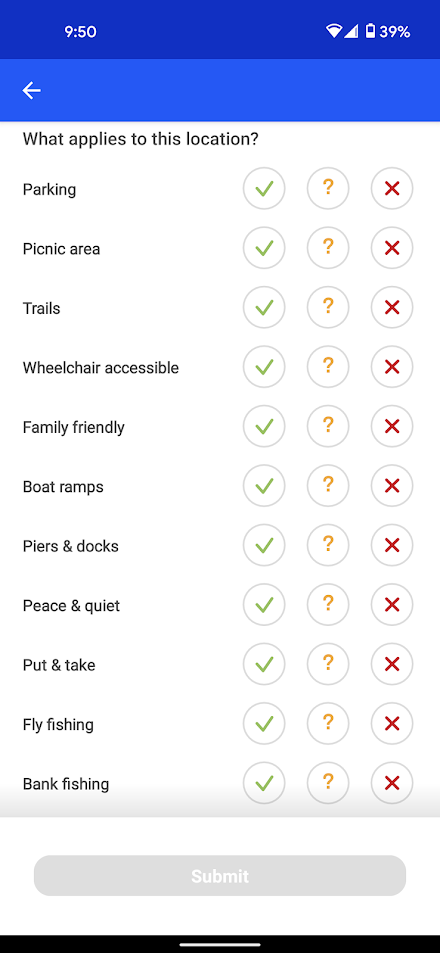 9:50
39%
What applies to this location?
Parking ?
Picnic area ?
Trails ?
Wheelchair accessible ?
Family friendly ?
Boat ramps ?
Piers & docks ?
Peace & quiet ?
Put & take ?
Fly fishing ?
Bank fishing ?
Submit